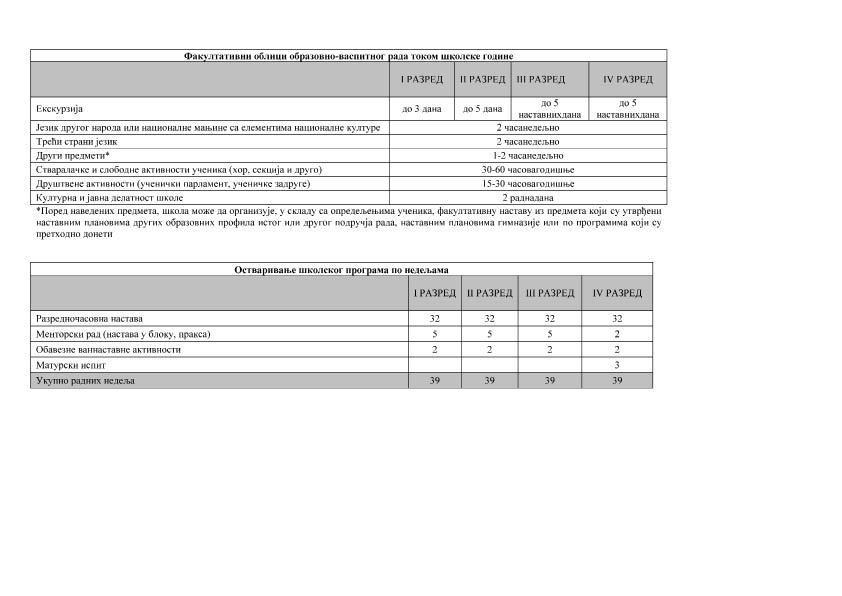 Факултативни облици образовно-васпитног рада током школске године
I РАЗРЕД II РАЗРЕД III РАЗРЕД IV РАЗРЕД
Екскурзија до 3 дана до 5 дана до 5 наставнихдана до 5 наставнихдана
Језик другог народа или националне мањине са елементима националне културе 2 часанедељно
Трећи страни језик 2 часанедељно
Други предмети* 1-2 часанедељно
Стваралачке и слободне активности ученика (хор, секција и друго) 30-60 часовагодишње
Друштвене активности (ученички парламент, ученичке задруге) 15-30 часовагодишње
Културна и јавна делатност школе 2 раднадана
*Поред наведених предмета, школа може да организује, у складу са опредељењима ученика, факултативну наставу из предмета који су утврђени
наставним плановима других образовних профила истог или другог подручја рада, наставним плановима гимназије или по програмима који су
претходно донети
Остваривање школског програма по недељама
I РАЗРЕД II РАЗРЕД III РАЗРЕД IV РАЗРЕД
Разредночасовна настава 32 32 32 32
Менторски рад (настава у блоку, пракса) 5 5 5 2
Обавезне ваннаставне активности 2 2 2 2
Матурски испит 3
Укупно радних недеља 39 39 39 39